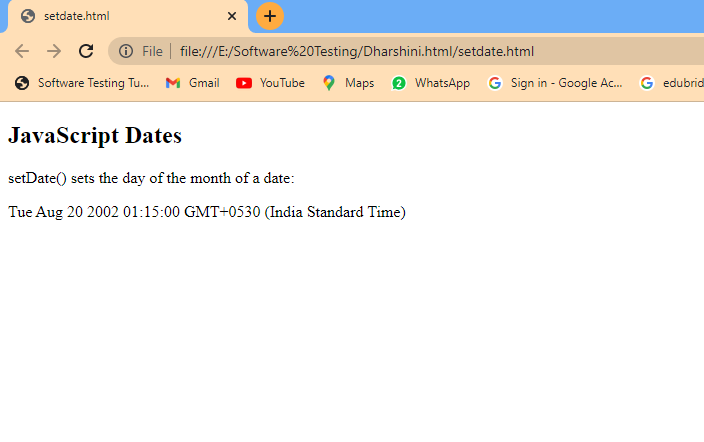 setdate.html
File | file:///E:/Software%20Testing/Dharshini.html/setdate.html
Software Testing Tu... Gmail YouTube Maps 2 WhatsApp Sign in - Google Ac... edubrid
JavaScript Dates
setDate() sets the day of the month of a date:
Tue Aug 20 2002 01:15:00 GMT+0530 (India Standard Time)